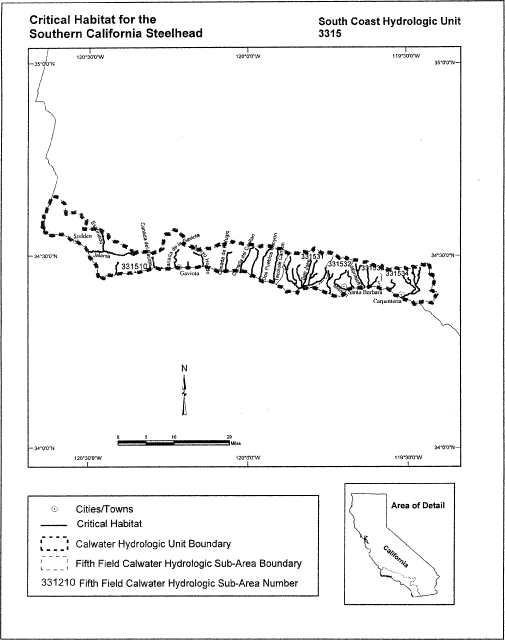 Critical Habitat for the
Southern California Steelhead
South Coast Hydrologic Unit
3315
120°30'0"W
120°0'0"W
119°30'0"W
35°0'0"N
35°0'0"N
Sudden
Jalama
34°30'0"N
331510
Gaviota
331531
331532
34°30'0"N
331534
Santa Barbara
Carpenteria
N
34°0'0"N
34°0'0"N
0 5 10 20
Miles
120°30'0"W
120°0'0"W
119°30'0"W
Cities/Towns
Critical Habitat
Calwater Hydrologic Unit Boundary
Fifth Field Calwater Hydrologic Sub-Area Boundary
331210 Fifth Field Calwater Hydrologic Sub-Area Number
Area of Detail
California